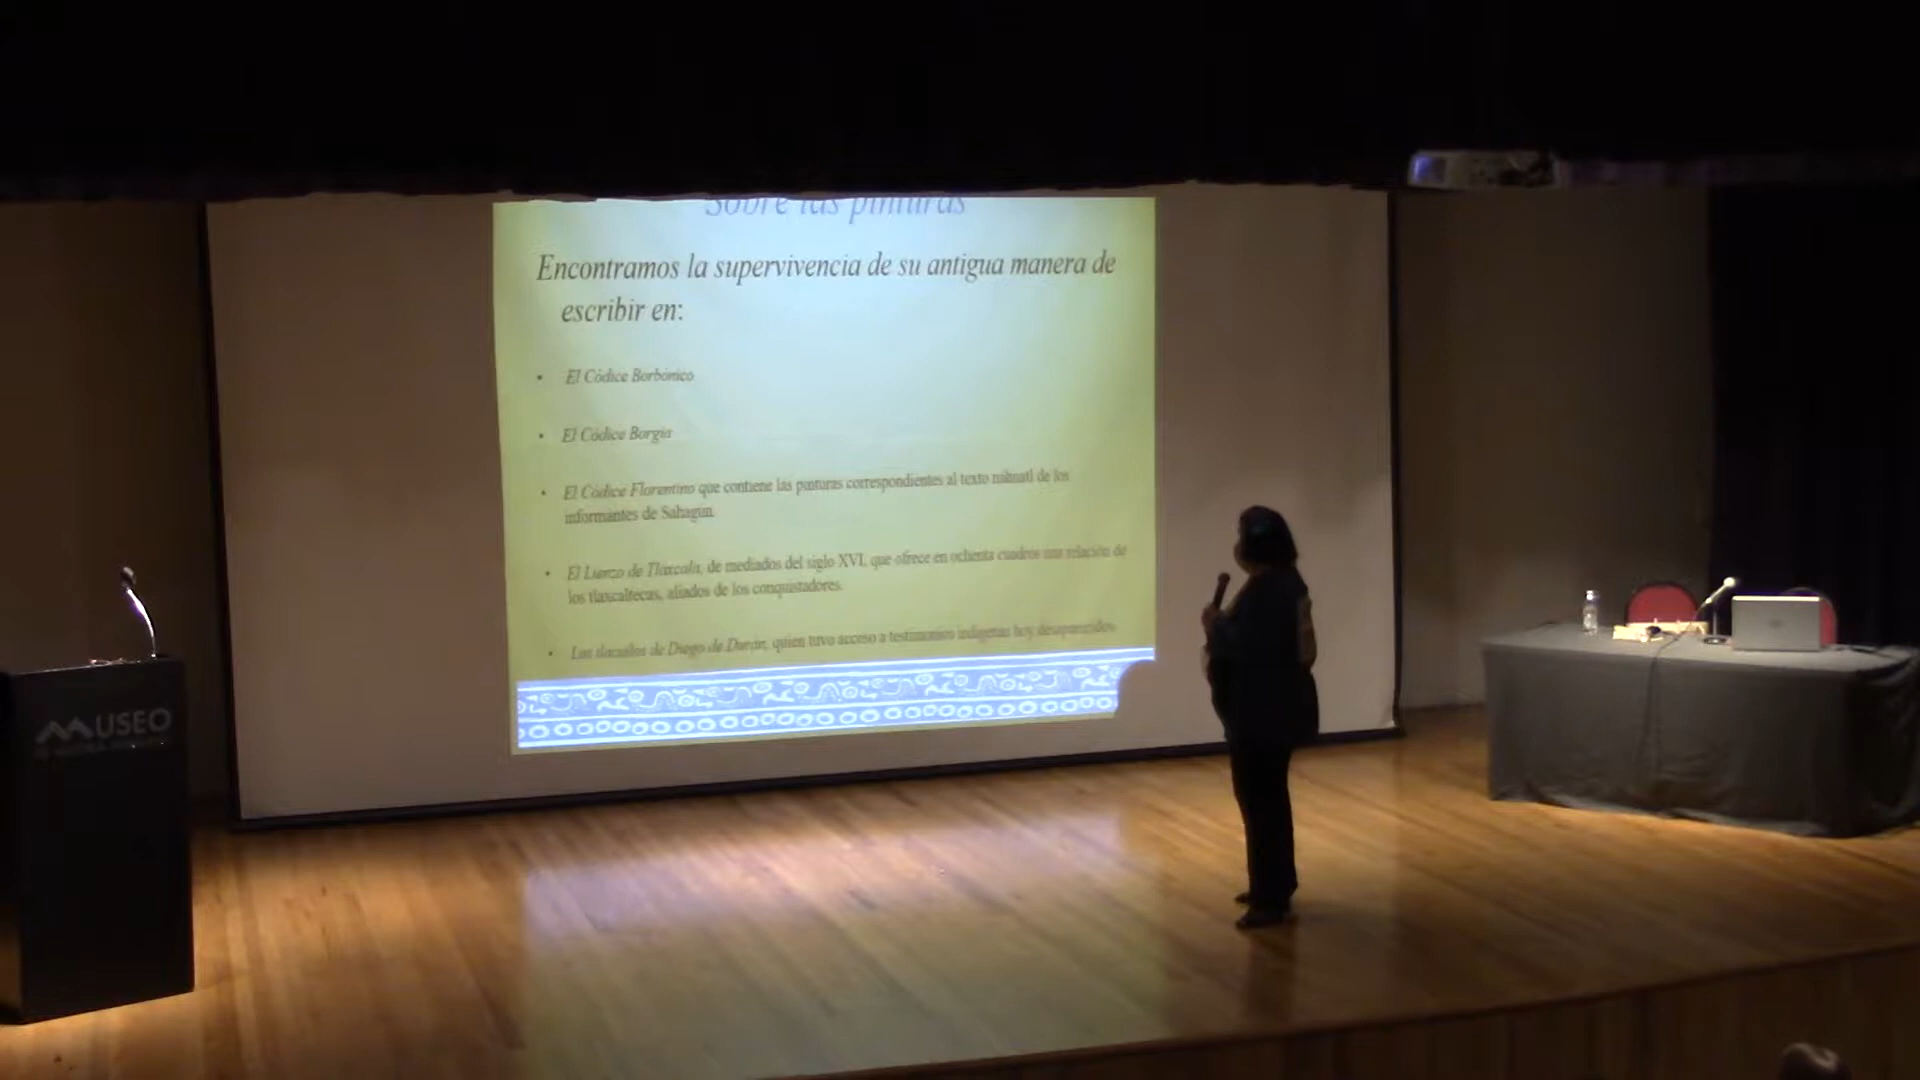 Sobre las pinturas
Encontramos la supervivencia de su antigua manera de
escribir en:
• El Códice Borbónico
• El Códice Borgia
• El Códice Florentino que contiene las pinturas correspondientes al texto náhuatl de los
informantes de Sahagún.
• El Lienzo de Tlaxcala, de mediados del siglo XVI, que ofrece en ochenta cuadros una relación de
los tlaxcaltecas, aliados de los conquistadores.
• Los tlacuilos de Diego de Durán, quien tuvo acceso a testimonios indígenas hoy desaparecidos.
MUSEO